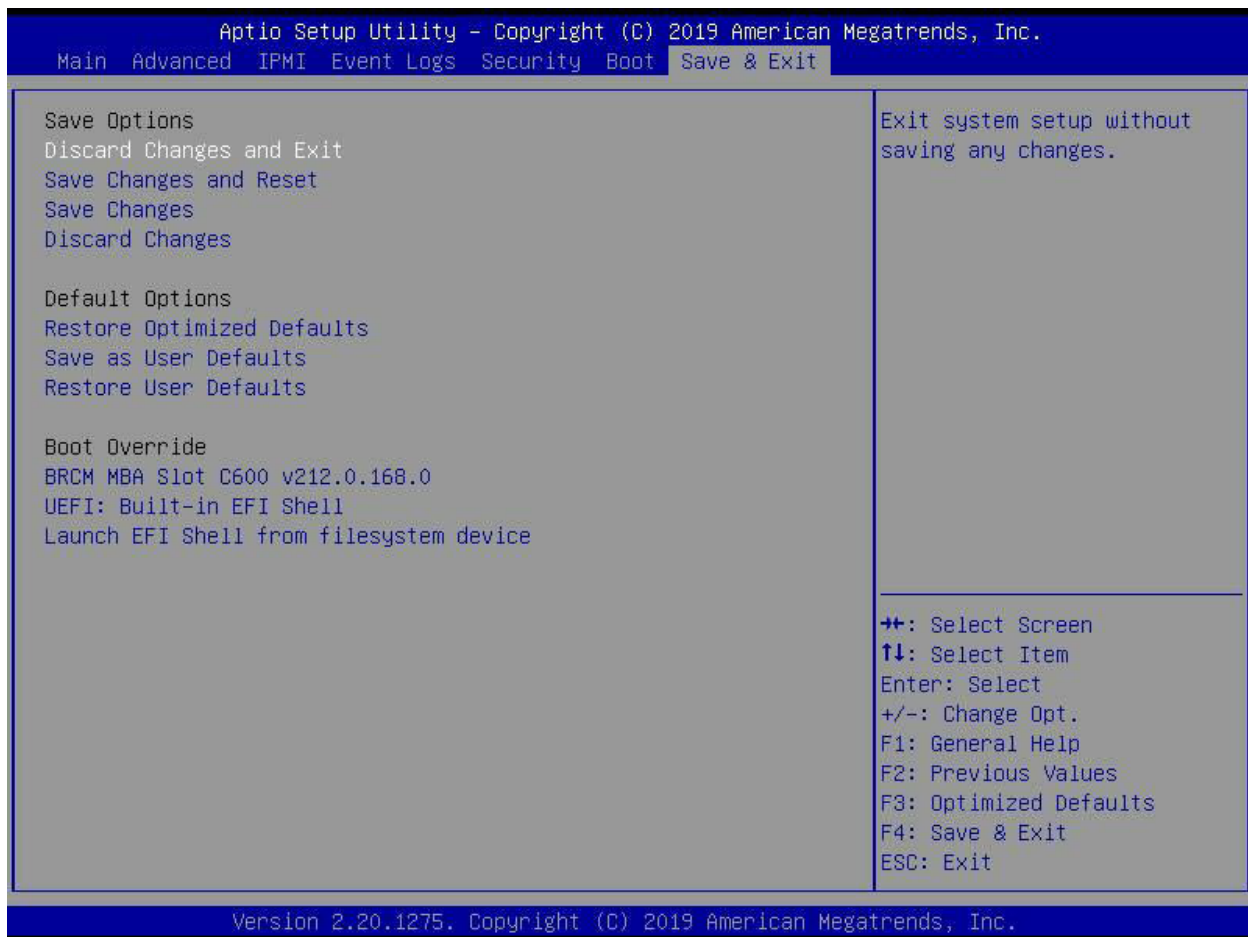 Aptio Setup Utility – Copyright (C) 2019 American Megatrends, Inc.
Main Advanced IPMI Event Logs Security Boot Save & Exit
Save Options
Discard Changes and Exit
Save Changes and Reset
Save Changes
Discard Changes
Default Options
Restore Optimized Defaults
Save as User Defaults
Restore User Defaults
Boot Override
BRCM MBA Slot C600 v212.0.168.0
UEFI: Built-in EFI Shell
Launch EFI Shell from filesystem device
Exit system setup without
saving any changes.
→←: Select Screen
↑↓: Select Item
Enter: Select
+/-: Change Opt.
F1: General Help
F2: Previous Values
F3: Optimized Defaults
F4: Save & Exit
ESC: Exit
Version 2.20.1275. Copyright (C) 2019 American Megatrends, Inc.